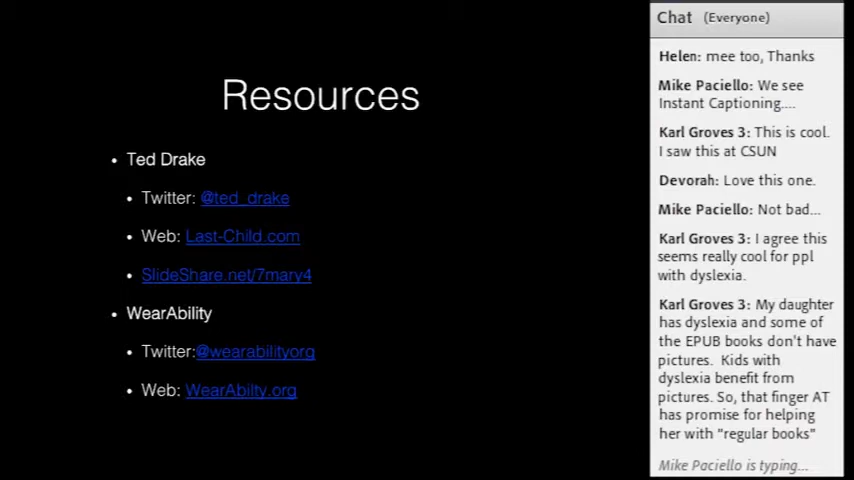 Resources
• Ted Drake
• Twitter: @ted_drake
• Web: Last-Child.com
• SlideShare.net/7mary4
• WearAbility
• Twitter:@wearabilityorg
• Web: WearAbilty.org
Chat (Everyone)
Helen: mee too, Thanks
Mike Paciello: We see
Instant Captioning....
Karl Groves 3: This is cool.
I saw this at CSUN
Devorah: Love this one.
Mike Paciello: Not bad...
Karl Groves 3: I agree this
seems really cool for ppl
with dyslexia.
Karl Groves 3: My daughter
has dyslexia and some of
the EPUB books don't have
pictures. Kids with
dyslexia benefit from
pictures. So, that finger AT
has promise for helping
her with "regular books"
Mike Paciello is typing...